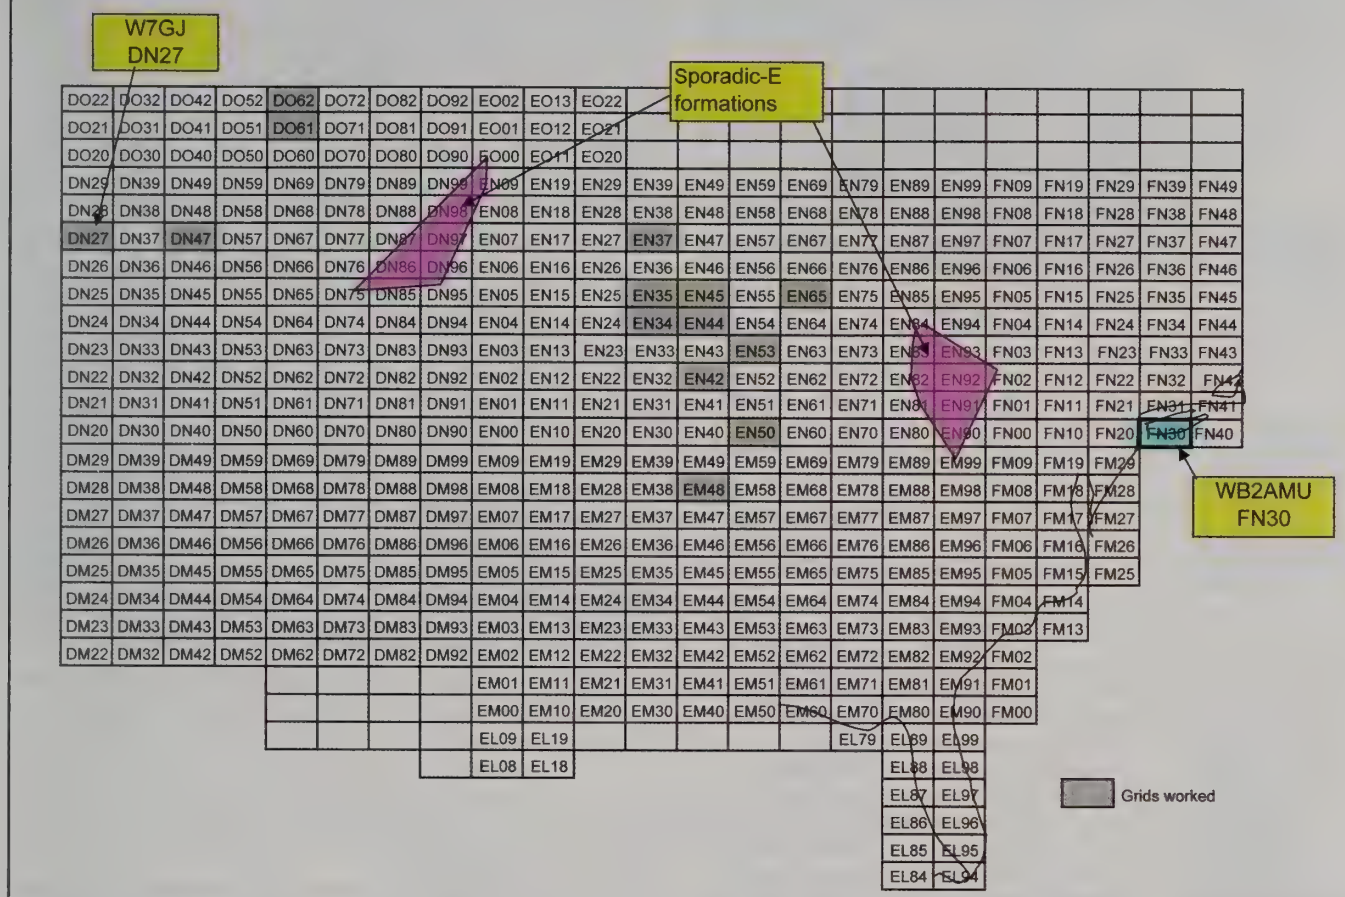 W7GJ
DN27
Sporadic-E
formations
DO22 DO32 DO42 DO52 DO62 DO72 DO82 DO92 EO02 EO13 EO22
DO21 DO31 DO41 DO51 DO61 DO71 DO81 DO91 EO01 EO12 EO21
DO20 DO30 DO40 DO50 DO60 DO70 DO80 DO90 EO00 EO11 EO20
DN29 DN39 DN49 DN59 DN69 DN79 DN89 DN99 EN09 EN19 EN29 EN39 EN49 EN59 EN69 EN79 EN89 EN99 FN09 FN19 FN29 FN39 FN49
DN28 DN38 DN48 DN58 DN68 DN78 DN88 DN98 EN08 EN18 EN28 EN38 EN48 EN58 EN68 EN78 EN88 EN98 FN08 FN18 FN28 FN38 FN48
DN27 DN37 DN47 DN57 DN67 DN77 DN87 DN97 EN07 EN17 EN27 EN37 EN47 EN57 EN67 EN77 EN87 EN97 FN07 FN17 FN27 FN37 FN47
DN26 DN36 DN46 DN56 DN66 DN76 DN86 DN96 EN06 EN16 EN26 EN36 EN46 EN56 EN66 EN76 EN86 EN96 FN06 FN16 FN26 FN36 FN46
DN25 DN35 DN45 DN55 DN65 DN75 DN85 DN95 EN05 EN15 EN25 EN35 EN45 EN55 EN65 EN75 EN85 EN95 FN05 FN15 FN25 FN35 FN45
DN24 DN34 DN44 DN54 DN64 DN74 DN84 DN94 EN04 EN14 EN24 EN34 EN44 EN54 EN64 EN74 EN84 EN94 FN04 FN14 FN24 FN34 FN44
DN23 DN33 DN43 DN53 DN63 DN73 DN83 DN93 EN03 EN13 EN23 EN33 EN43 EN53 EN63 EN73 EN83 EN93 FN03 FN13 FN23 FN33 FN43
DN22 DN32 DN42 DN52 DN62 DN72 DN82 DN92 EN02 EN12 EN22 EN32 EN42 EN52 EN62 EN72 EN82 EN92 FN02 FN12 FN22 FN32 FN42
DN21 DN31 DN41 DN51 DN61 DN71 DN81 DN91 EN01 EN11 EN21 EN31 EN41 EN51 EN61 EN71 EN81 EN91 FN01 FN11 FN21 FN31 FN41
DN20 DN30 DN40 DN50 DN60 DN70 DN80 DN90 EN00 EN10 EN20 EN30 EN40 EN50 EN60 EN70 EN80 EN90 FN00 FN10 FN20 FN30 FN40
DM29 DM39 DM49 DM59 DM69 DM79 DM89 DM99 EM09 EM19 EM29 EM39 EM49 EM59 EM69 EM79 EM89 EM99 FM09 FM19 FM29
DM28 DM38 DM48 DM58 DM68 DM78 DM88 DM98 EM08 EM18 EM28 EM38 EM48 EM58 EM68 EM78 EM88 EM98 FM08 FM18 FM28
WB2AMU
FN30
DM27 DM37 DM47 DM57 DM67 DM77 DM87 DM97 EM07 EM17 EM27 EM37 EM47 EM57 EM67 EM77 EM87 EM97 FM07 FM17 FM27
DM26 DM36 DM46 DM56 DM66 DM76 DM86 DM96 EM06 EM16 EM26 EM36 EM46 EM56 EM66 EM76 EM86 EM96 FM06 FM16 FM26
DM25 DM35 DM45 DM55 DM65 DM75 DM85 DM95 EM05 EM15 EM25 EM35 EM45 EM55 EM65 EM75 EM85 EM95 FM05 FM15 FM25
DM24 DM34 DM44 DM54 DM64 DM74 DM84 DM94 EM04 EM14 EM24 EM34 EM44 EM54 EM64 EM74 EM84 EM94 FM04 FM14
DM23 DM33 DM43 DM53 DM63 DM73 DM83 DM93 EM03 EM13 EM23 EM33 EM43 EM53 EM63 EM73 EM83 EM93 FM03 FM13
DM22 DM32 DM42 DM52 DM62 DM72 DM82 DM92 EM02 EM12 EM22 EM32 EM42 EM52 EM62 EM72 EM82 EM92 FM02
EM01 EM11 EM21 EM31 EM41 EM51 EM61 EM71 EM81 EM91 FM01
EM00 EM10 EM20 EM30 EM40 EM50 EM60 EM70 EM80 EM90 FM00
EL09 EL19 EL79 EL89 EL99
EL08 EL18 EL88 EL98
EL87 EL97
Grids worked
EL86 EL96
EL85 EL95
EL84 EL94